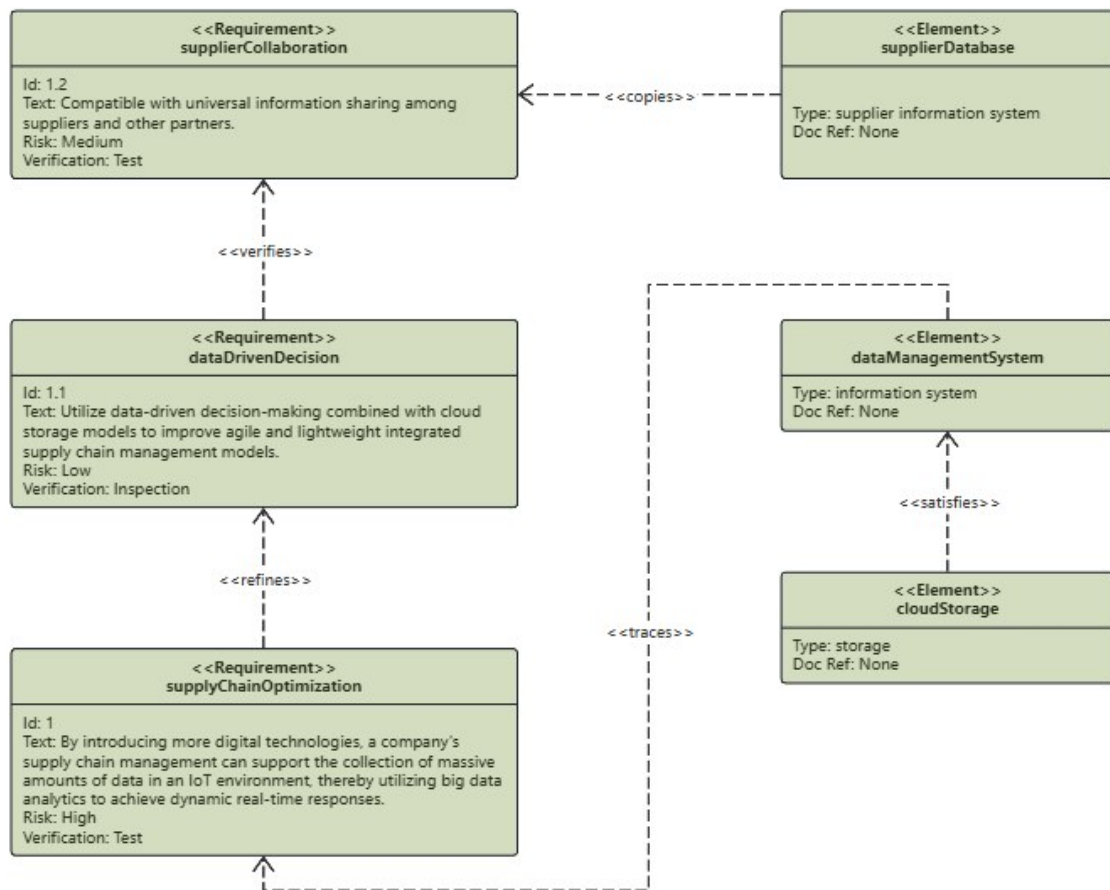 <<Requirement>>
supplierCollaboration
Id: 1.2
Text: Compatible with universal information sharing among
suppliers and other partners.
Risk: Medium
Verification: Test
<<copies>>
<<Element>>
supplierDatabase
Type: supplier information system
Doc Ref: None
<<verifies>>
<<Requirement>>
dataDrivenDecision
Id: 1.1
Text: Utilize data-driven decision-making combined with cloud
storage models to improve agile and lightweight integrated
supply chain management models.
Risk: Low
Verification: Inspection
<<Element>>
dataManagementSystem
Type: information system
Doc Ref: None
<<satisfies>>
<<refines>>
<<Element>>
cloudStorage
Type: storage
Doc Ref: None
<<traces>>
<<Requirement>>
supplyChainOptimization
Id: 1
Text: By introducing more digital technologies, a company's
supply chain management can support the collection of massive
amounts of data in an IoT environment, thereby utilizing big data
analytics to achieve dynamic real-time responses.
Risk: High
Verification: Test